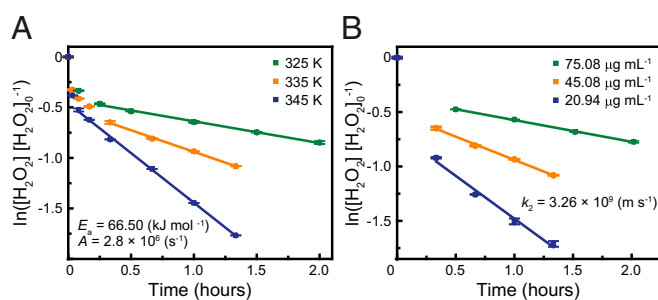 A
325 K
335 K
345 K
ln([H₂O₂] [H₂O₂]₀⁻¹)
0
-0.5
-1.0
-1.5
Eₐ = 66.50 (kJ mol⁻¹)
A = 2.8 × 10⁶ (s⁻¹)
0 0.5 1.0 1.5 2.0
Time (hours)
B
75.08 μg mL⁻¹
45.08 μg mL⁻¹
20.94 μg mL⁻¹
ln([H₂O₂] [H₂O₂]₀⁻¹)
0
-0.5
-1.0
-1.5
k₂ = 3.26 × 10⁹ (m s⁻¹)
0 0.5 1.0 1.5 2.0
Time (hours)